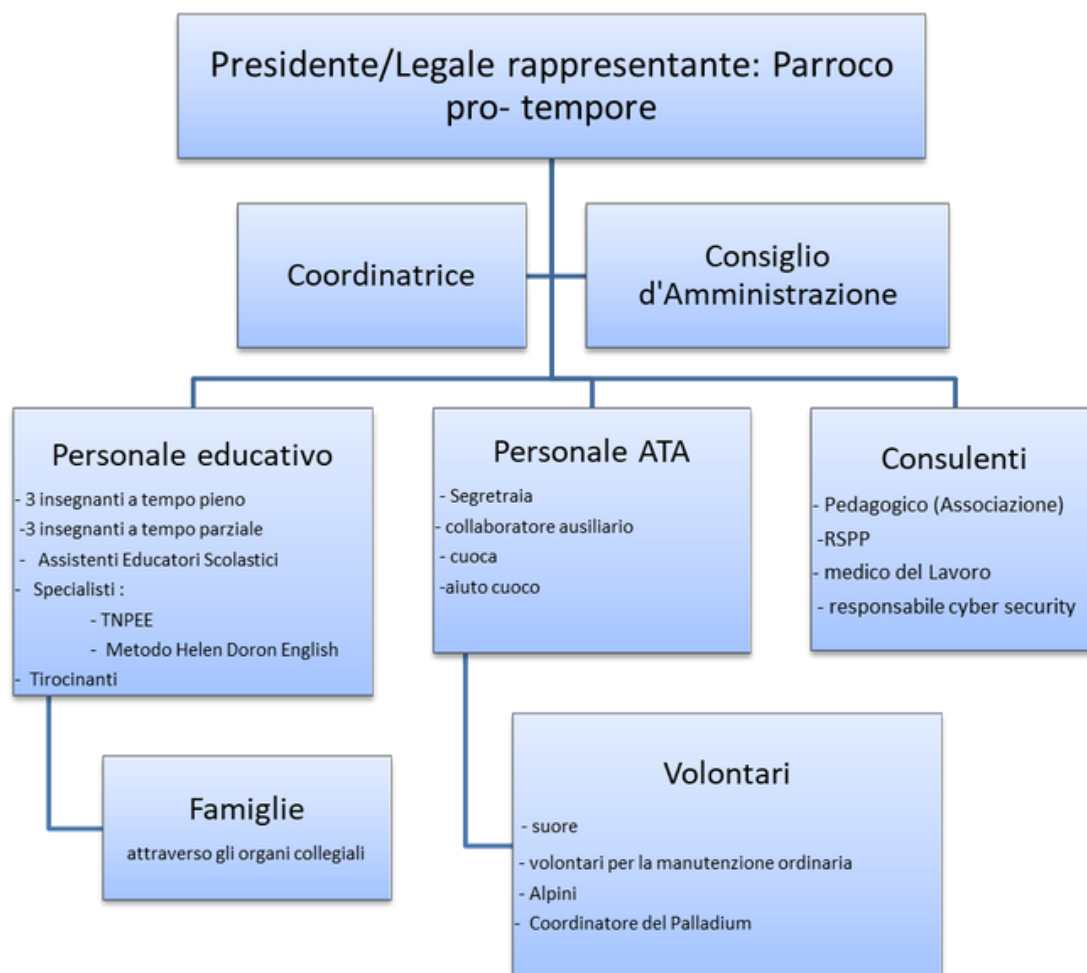 Presidente/Legale rappresentante: Parroco
pro- tempore
Coordinatrice
Consiglio
d'Amministrazione
Personale educativo
- 3 insegnanti a tempo pieno
-3 insegnanti a tempo parziale
- Assistenti Educatori Scolastici
- Specialisti :
- TNPEE
- Metodo Helen Doron English
- Tirocinanti
Personale ATA
- Segretraia
- collaboratore ausiliario
- cuoca
-aiuto cuoco
Consulenti
- Pedagogico (Associazione)
-RSPP
- medico del Lavoro
- responsabile cyber security
Famiglie
attraverso gli organi collegiali
Volontari
- suore
- volontari per la manutenzione ordinaria
- Alpini
- Coordinatore del Palladium